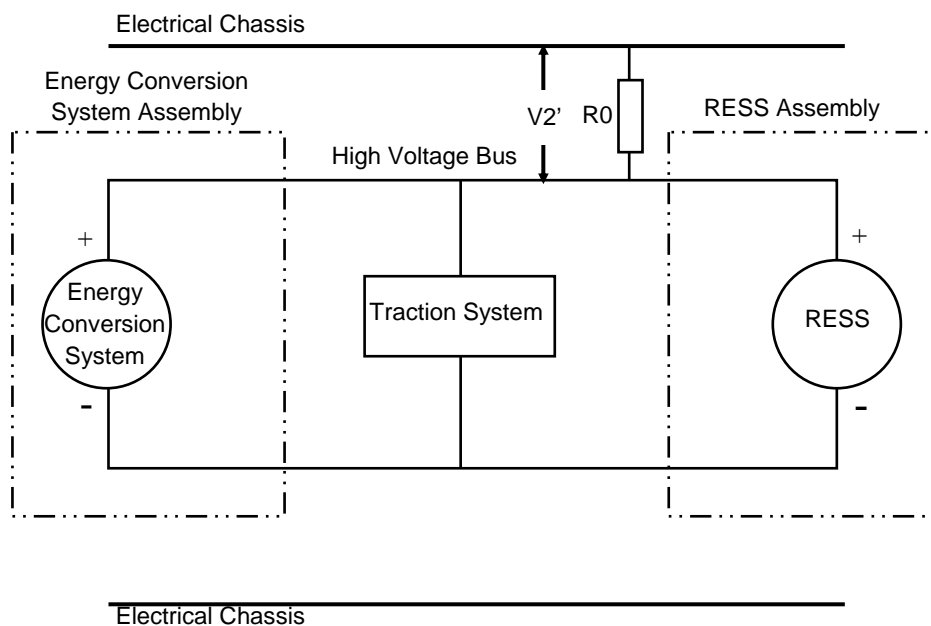 Electrical Chassis
Energy Conversion
System Assembly
V2’
R0
RESS Assembly
High Voltage Bus
+
+
Energy
Conversion
System
Traction System
RESS
-
-
Electrical Chassis